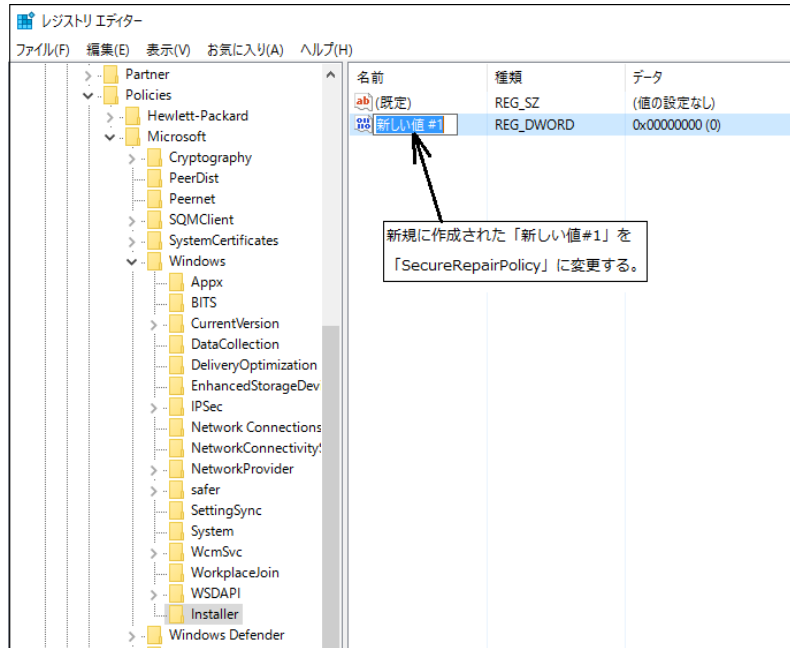 レジストリ エディター
ファイル(F) 編集(E) 表示(V) お気に入り(A) ヘルプ(H)
Partner
Policies
Hewlett-Packard
Microsoft
Cryptography
PeerDist
Peernet
SQMClient
SystemCertificates
Windows
Appx
BITS
CurrentVersion
DataCollection
DeliveryOptimization
EnhancedStorageDev
IPSec
Network Connections
NetworkConnectivity
NetworkProvider
safer
SettingSync
System
WcmSvc
WorkplaceJoin
WSDAPI
Installer
Windows Defender
名前 種類 データ
(既定) REG_SZ (値の設定なし)
新しい値 #1 REG_DWORD 0x00000000 (0)
新規に作成された「新しい値#1」を
「SecureRepairPolicy」に変更する。